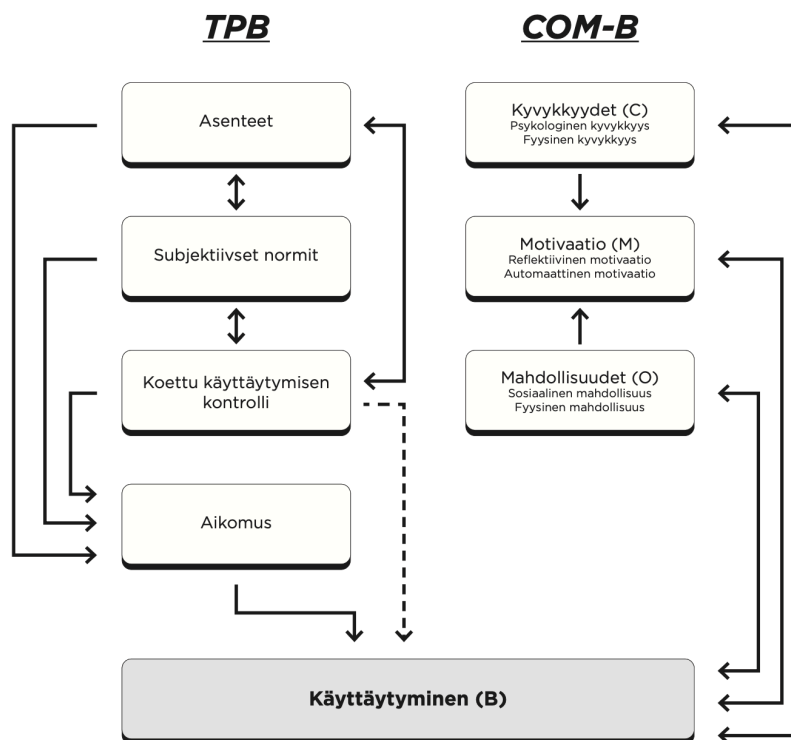 TPB
COM-B
Asenteet
Subjektiivset normit
Koettu käyttäytymisen
kontrolli
Aikomus
Kyvykkyydet (C)
Psykologinen kyvykkyys
Fyysinen kyvykkyys
Motivaatio (M)
Reflektiivinen motivaatio
Automaattinen motivaatio
Mahdollisuudet (O)
Sosiaalinen mahdollisuus
Fyysinen mahdollisuus
Käyttäytyminen (B)